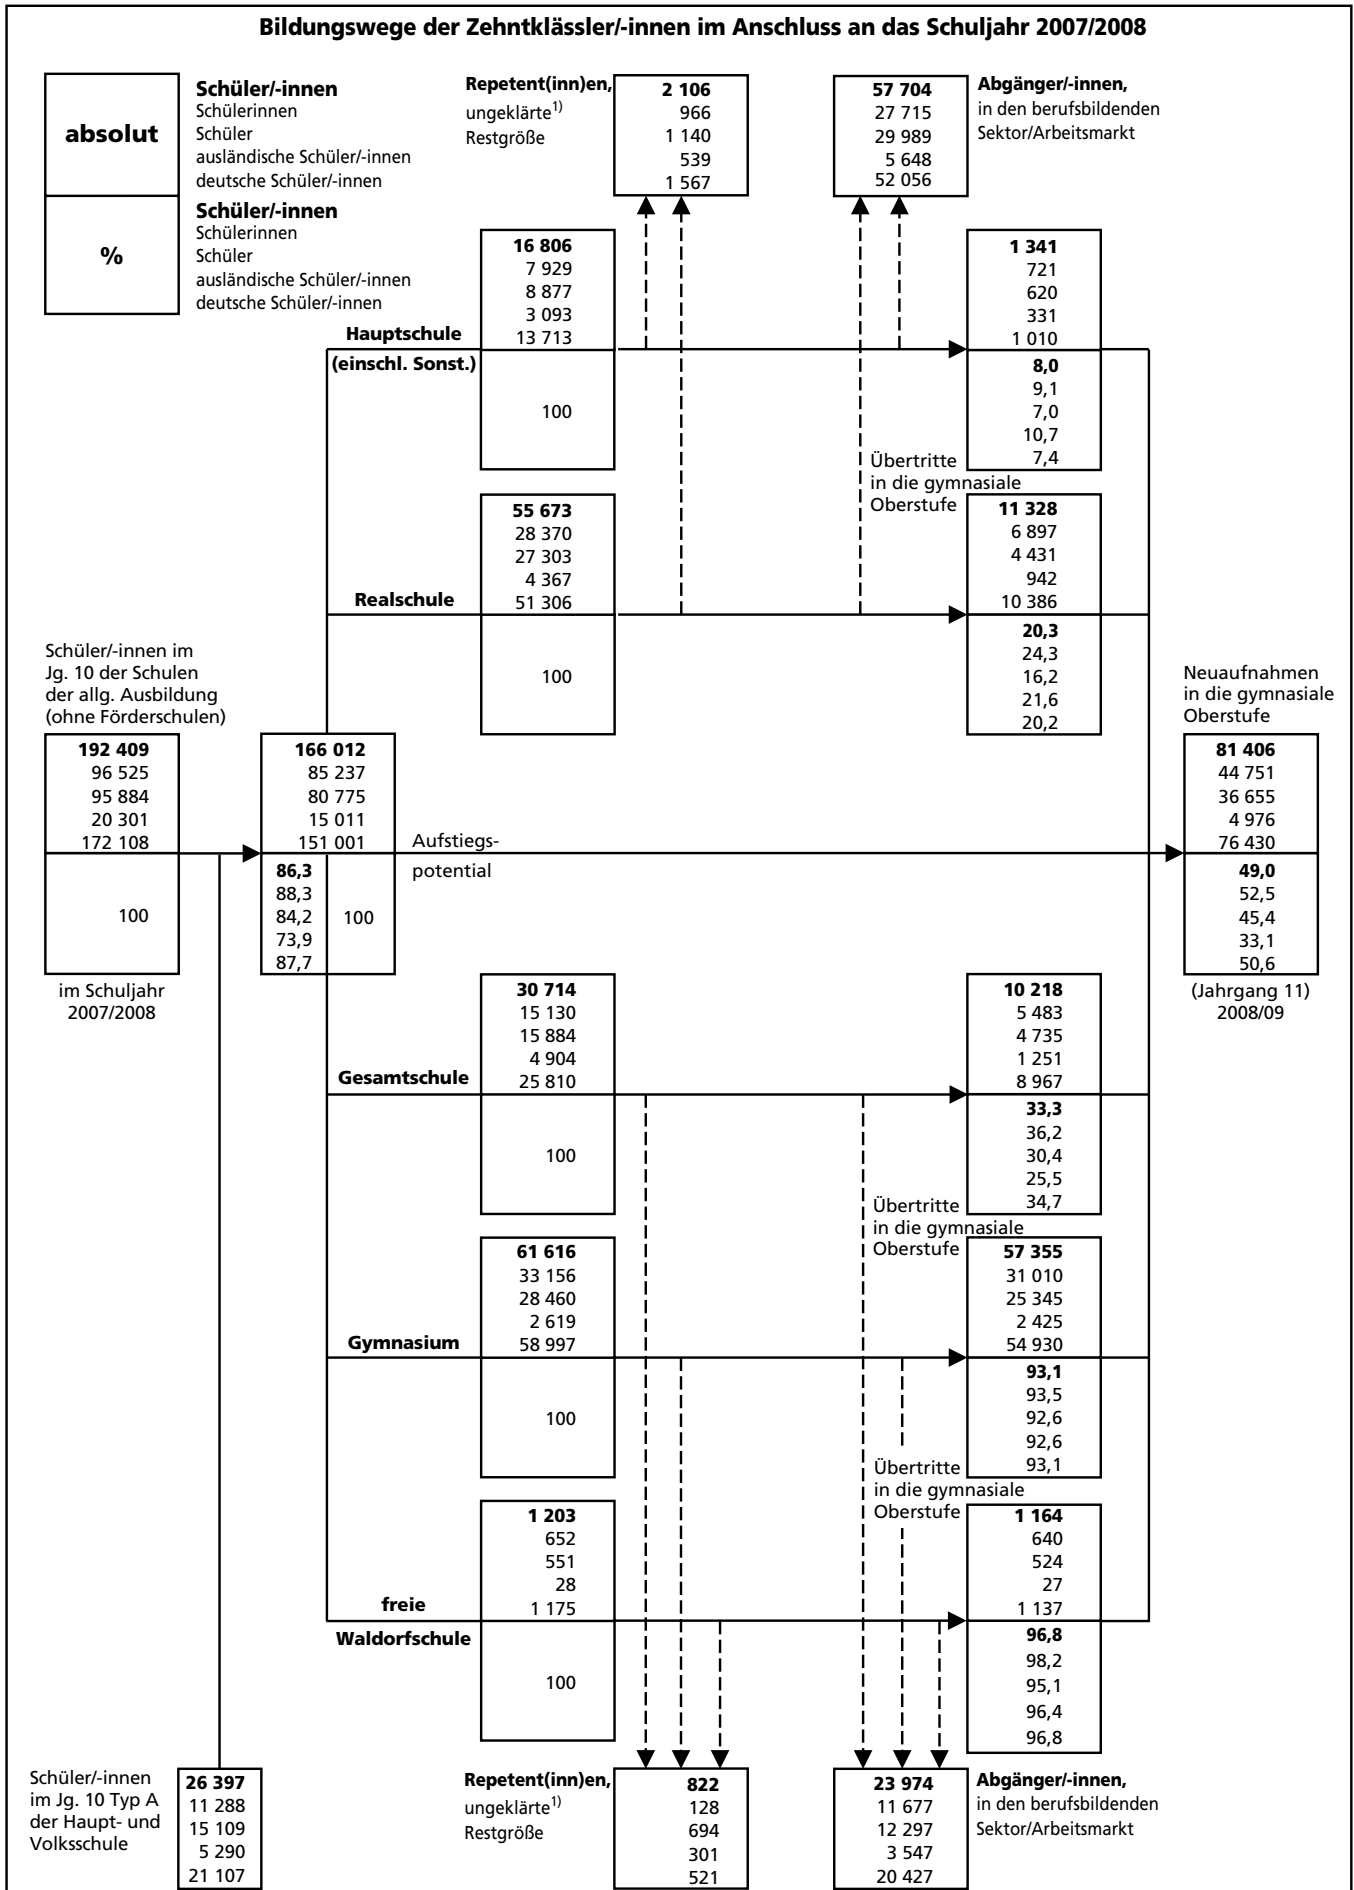 Bildungswege der Zehntklässler/-innen im Anschluss an das Schuljahr 2007/2008
absolut
Schüler/-innen
Schülerinnen
Schüler
ausländische Schüler/-innen
deutsche Schüler/-innen
%
Schüler/-innen
Schülerinnen
Schüler
ausländische Schüler/-innen
deutsche Schüler/-innen
Repetent(inn)en,
ungeklärte1)
Restgröße
2 106
966
1 140
539
1 567
57 704
27 715
29 989
5 648
52 056
Abgänger/-innen,
in den berufsbildenden
Sektor/Arbeitsmarkt
Hauptschule
(einschl. Sonst.)
16 806
7 929
8 877
3 093
13 713
100
1 341
721
620
331
1 010
8,0
9,1
7,0
10,7
7,4
Übertritte
in die gymnasiale
Oberstufe
Realschule
55 673
28 370
27 303
4 367
51 306
100
11 328
6 897
4 431
942
10 386
20,3
24,3
16,2
21,6
20,2
Schüler/-innen im
Jg. 10 der Schulen
der allg. Ausbildung
(ohne Förderschulen)
192 409
96 525
95 884
20 301
172 108
100
im Schuljahr
2007/2008
166 012
85 237
80 775
15 011
151 001
86,3
88,3
84,2
73,9
87,7
100
Aufstiegs-
potential
Neuaufnahmen
in die gymnasiale
Oberstufe
81 406
44 751
36 655
4 976
76 430
49,0
52,5
45,4
33,1
50,6
(Jahrgang 11)
2008/09
Gesamtschule
30 714
15 130
15 884
4 904
25 810
100
10 218
5 483
4 735
1 251
8 967
33,3
36,2
30,4
25,5
34,7
Übertritte
in die gymnasiale
Oberstufe
Gymnasium
61 616
33 156
28 460
2 619
58 997
100
57 355
31 010
25 345
2 425
54 930
93,1
93,5
92,6
92,6
93,1
Übertritte
in die gymnasiale
Oberstufe
freie
Waldorfschule
1 203
652
551
28
1 175
100
1 164
640
524
27
1 137
96,8
98,2
95,1
96,4
96,8
Schüler/-innen
im Jg. 10 Typ A
der Haupt- und
Volksschule
26 397
11 288
15 109
5 290
21 107
Repetent(inn)en,
ungeklärte1)
Restgröße
822
128
694
301
521
23 974
11 677
12 297
3 547
20 427
Abgänger/-innen,
in den berufsbildenden
Sektor/Arbeitsmarkt